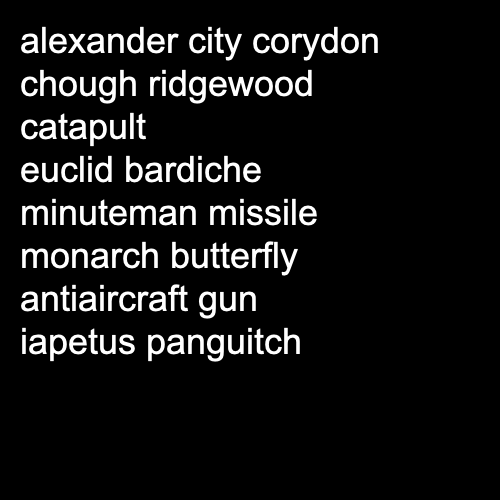 alexander city corydon
chough ridgewood
catapult
euclid bardiche
minuteman missile
monarch butterfly
antiaircraft gun
iapetus panguitch